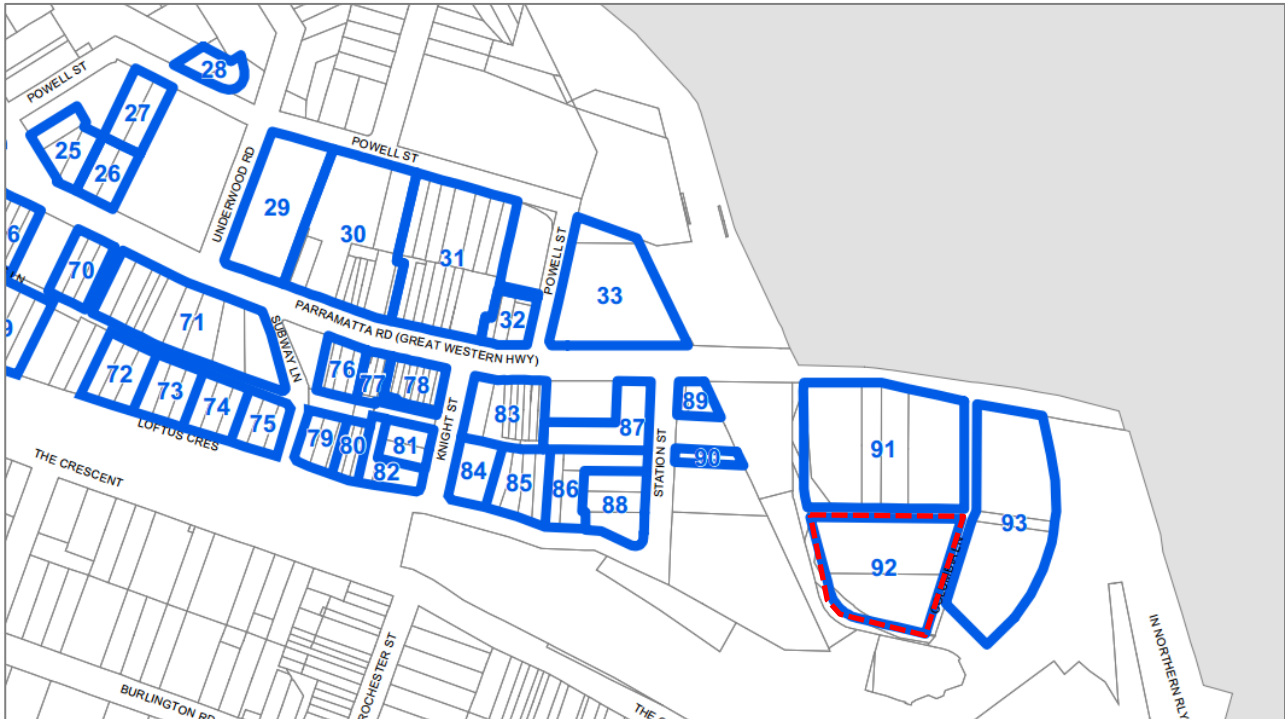 28
POWELL ST
27
25
26
POWELL ST
UNDERWOOD RD
29
30
31
POWELL ST
33
32
6
70
LN
9
71
PARRAMATTA RD (GREAT WESTERN HWY)
SUBWAY LN
72
73
74
75
LOFTUS CRES
76
77
78
79
80
81
82
KNIGHT ST
83
84
85
86
87
88
STATION ST
89
90
91
92
93
THE CRESCENT
ROCHESTER ST
BURLINGTON RD
IN NORTHERN RLY